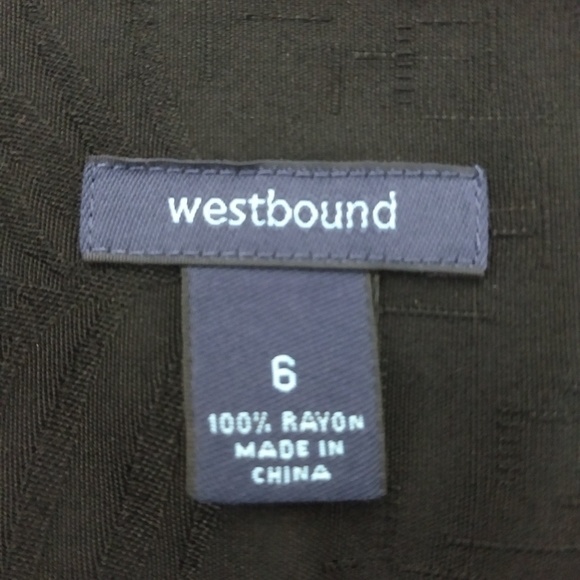 westbound
6
100% RAYON
MADE IN
CHINA